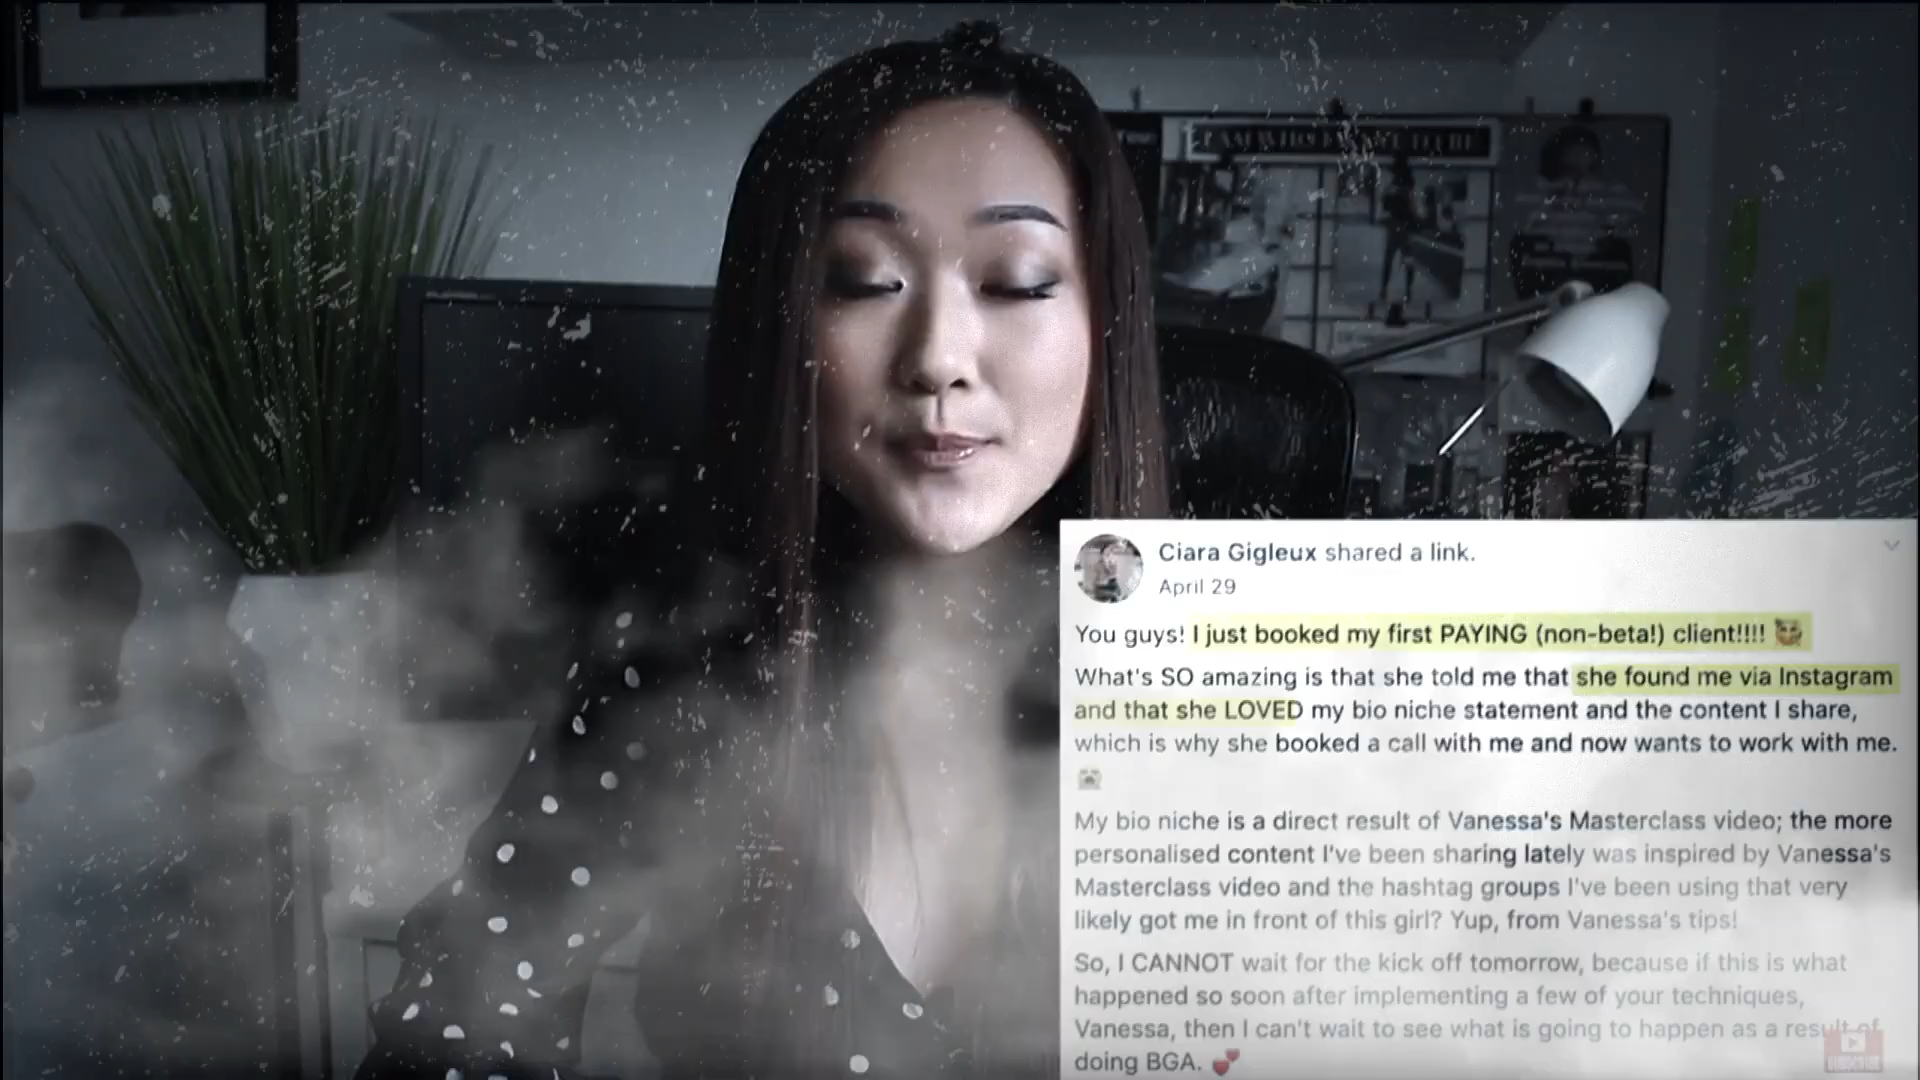 I AM WHO I WANT TO BE
Ciara Gigleux shared a link.
April 29
You guys! I just booked my first PAYING (non-beta!) client!!!!
What's SO amazing is that she told me that she found me via Instagram
and that she LOVED my bio niche statement and the content I share,
which is why she booked a call with me and now wants to work with me.
My bio niche is a direct result of Vanessa's Masterclass video; the more
personalised content I've been sharing lately was inspired by Vanessa's
Masterclass video and the hashtag groups I've been using that very
likely got me in front of this girl? Yup, from Vanessa's tips!
So, I CANNOT wait for the kick off tomorrow, because if this is what
happened so soon after implementing a few of your techniques,
Vanessa, then I can't wait to see what is going to happen as a result of
doing BGA.
SUBSCRIBE